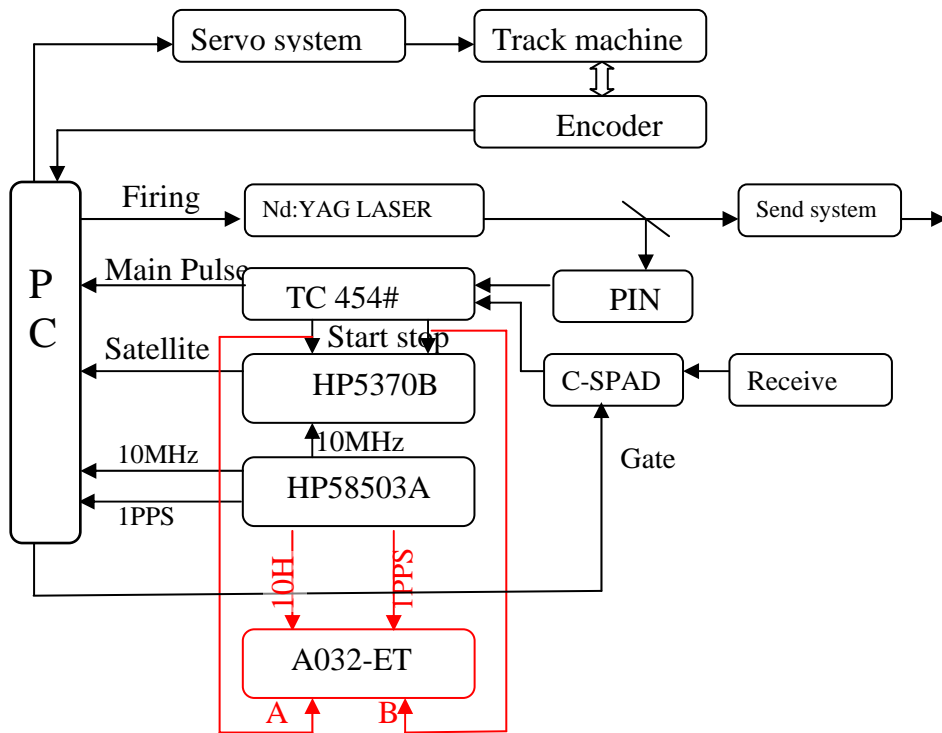 Servo system
Track machine
Encoder
Firing
Nd:YAG LASER
Send system
P
C
Main Pulse
TC 454#
PIN
Start stop
Satellite
HP5370B
C-SPAD
Receive
10MHz
10MHz
HP58503A
Gate
1PPS
10H
1PPS
A032-ET
A
B